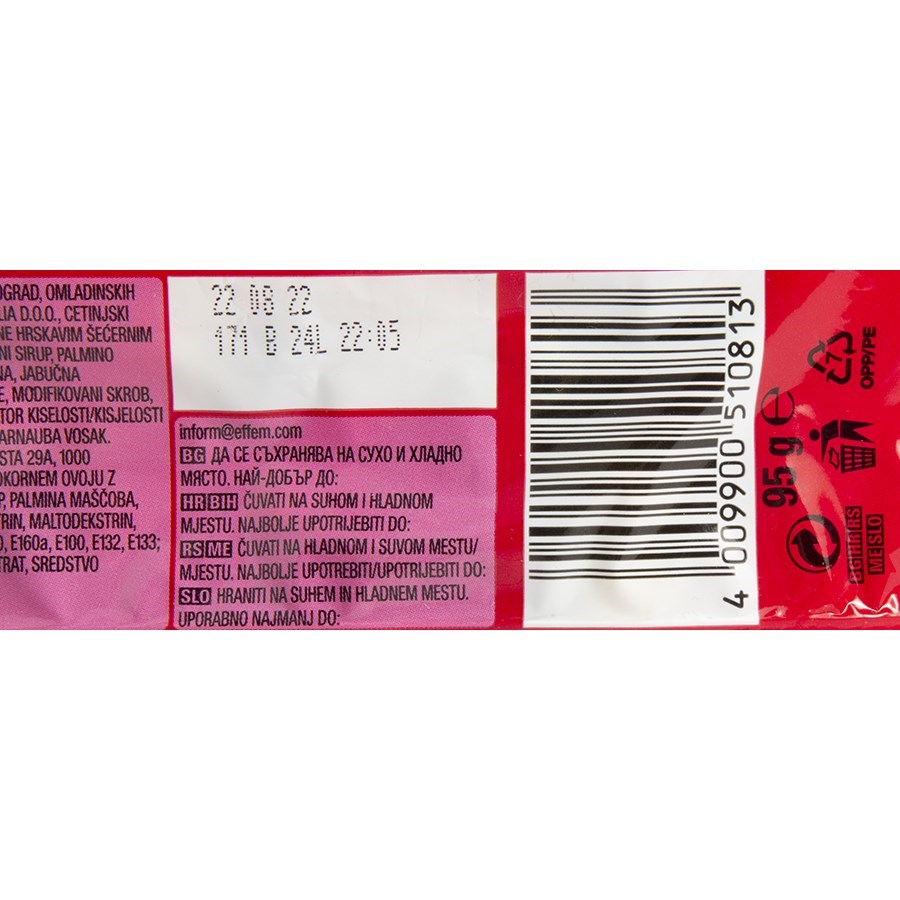 OGRAD, OMLADINSKIH
LIA D.O.O., CETINJSKI
NE HRSKAVIM ŠEĆERNIM
NI SIRUP, PALMINO
NA, JABUČNA
E, MODIFIKOVANI SKROB,
TOR KISELOSTI/KISJELOSTI
ARNAUBA VOSAK.
STA 29A, 1000
OKORNEM OVOJU Z
P, PALMINA MAŠČOBA,
TRIN, MALTODEKSTRIN,
), E160a, E100, E132, E133;
TRAT, SREDSTVO
22 08 22
171 B 24L 22:05
inform@effem.com
BG ДА СЕ СЪХРАНЯВА НА СУХО И ХЛАДНО
МЯСТО. НАЙ-ДОБЪР ДО:
HR BIH ČUVATI NA SUHOM I HLADNOM
MJESTU. NAJBOLJE UPOTRIJEBITI DO:
RS ME ČUVATI NA HLADNOM I SUVOM MESTU/
MJESTU. NAJBOLJE UPOTREBITI/UPOTRIJEBITI DO:
SLO HRANITI NA SUHEM IN HLADNEM MESTU.
UPORABNO NAJMANJ DO:
4 009900 510813
95 g e
7
OPP/PE
BG HR RS
ME SLO